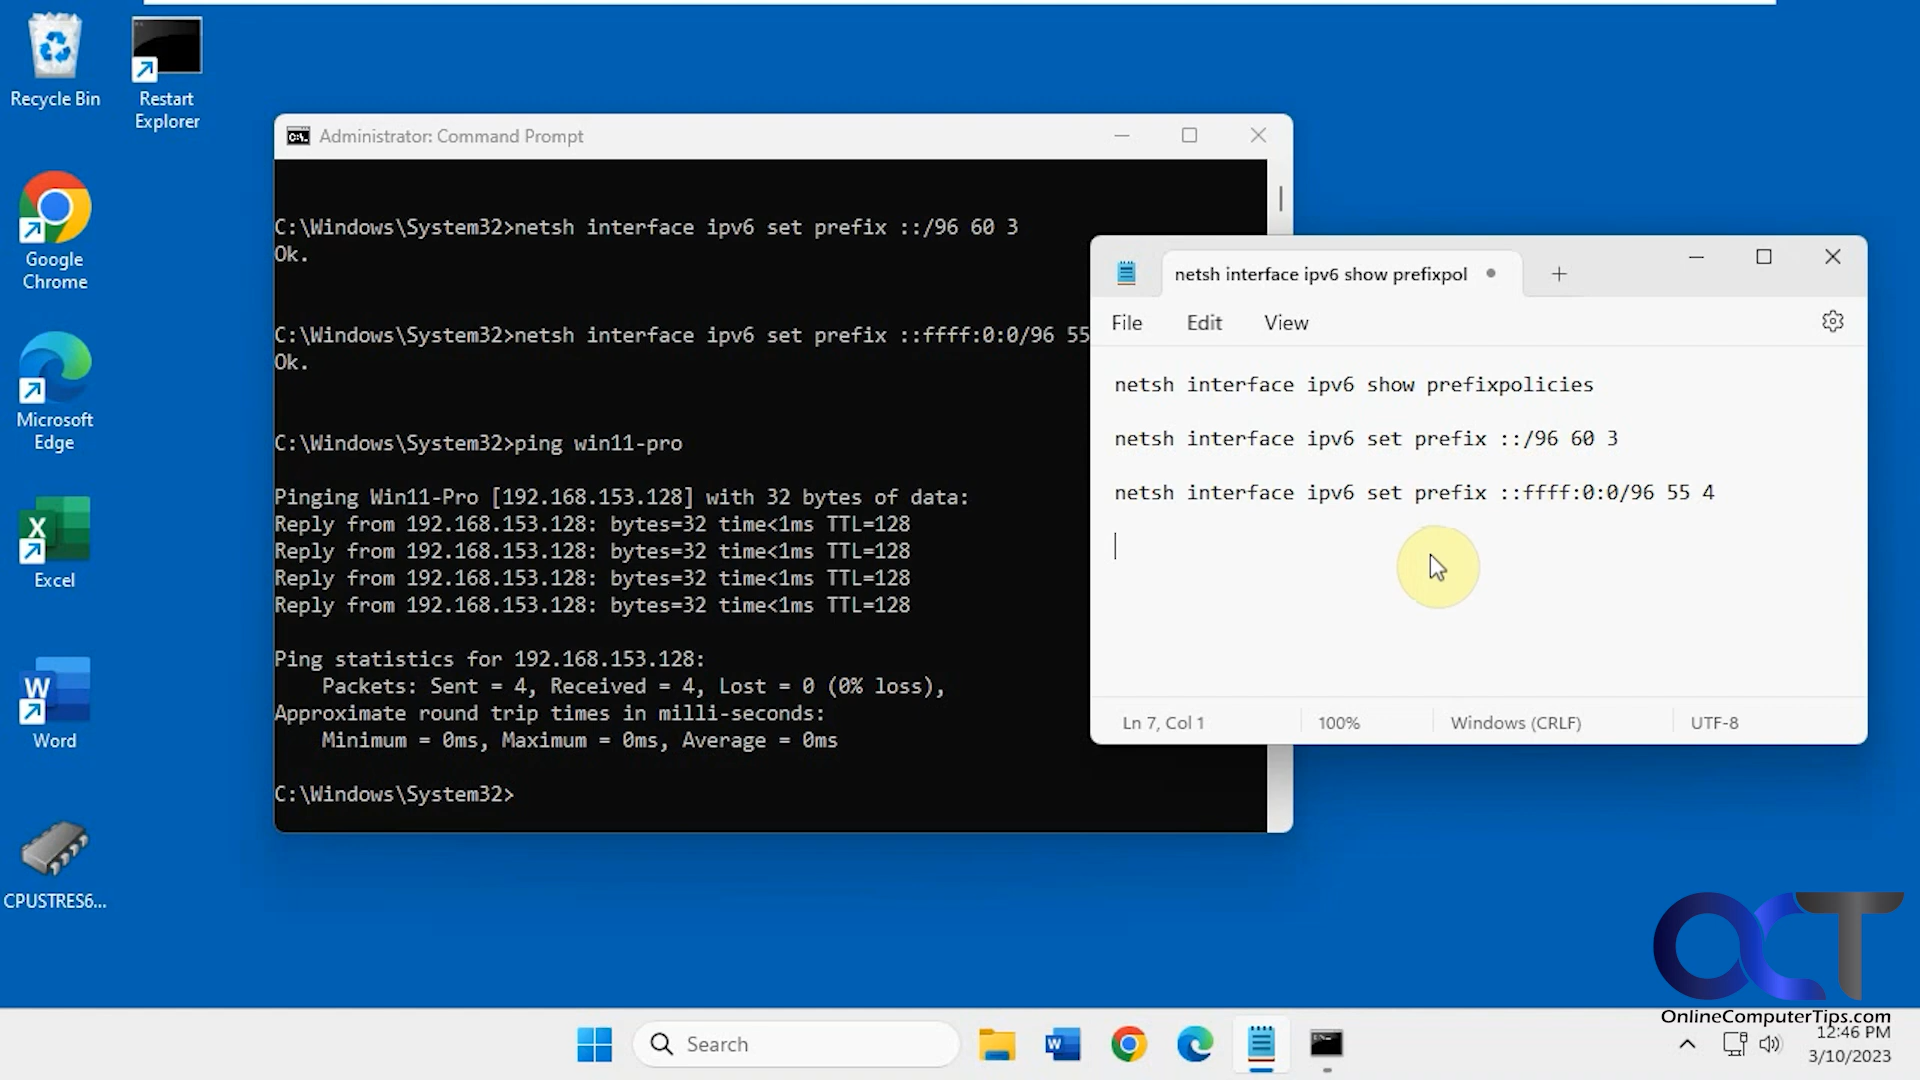 Recycle Bin
Restart
Explorer
Google
Chrome
Microsoft
Edge
Excel
Word
CPUSTRES6...
Administrator: Command Prompt
C:\Windows\System32>netsh interface ipv6 set prefix ::/96 60 3
Ok.
C:\Windows\System32>netsh interface ipv6 set prefix ::ffff:0:0/96 55
Ok.
C:\Windows\System32>ping win11-pro
Pinging Win11-Pro [192.168.153.128] with 32 bytes of data:
Reply from 192.168.153.128: bytes=32 time<1ms TTL=128
Reply from 192.168.153.128: bytes=32 time<1ms TTL=128
Reply from 192.168.153.128: bytes=32 time<1ms TTL=128
Reply from 192.168.153.128: bytes=32 time<1ms TTL=128
Ping statistics for 192.168.153.128:
Packets: Sent = 4, Received = 4, Lost = 0 (0% loss),
Approximate round trip times in milli-seconds:
Minimum = 0ms, Maximum = 0ms, Average = 0ms
C:\Windows\System32>
netsh interface ipv6 show prefixpol
File Edit View
netsh interface ipv6 show prefixpolicies
netsh interface ipv6 set prefix ::/96 60 3
netsh interface ipv6 set prefix ::ffff:0:0/96 55 4
Ln 7, Col 1 100% Windows (CRLF) UTF-8
OCT
OnlineComputerTips.com
Search
12:46 PM
3/10/2023